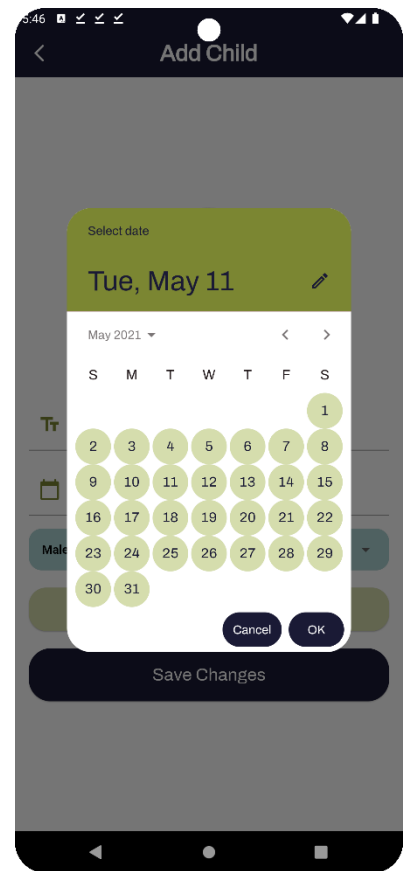 5:46
Add Child
Select date
Tue, May 11
May 2021
S M T W T F S
1
2 3 4 5 6 7 8
9 10 11 12 13 14 15
16 17 18 19 20 21 22
23 24 25 26 27 28 29
30 31
Tт
Male
Cancel OK
Save Changes